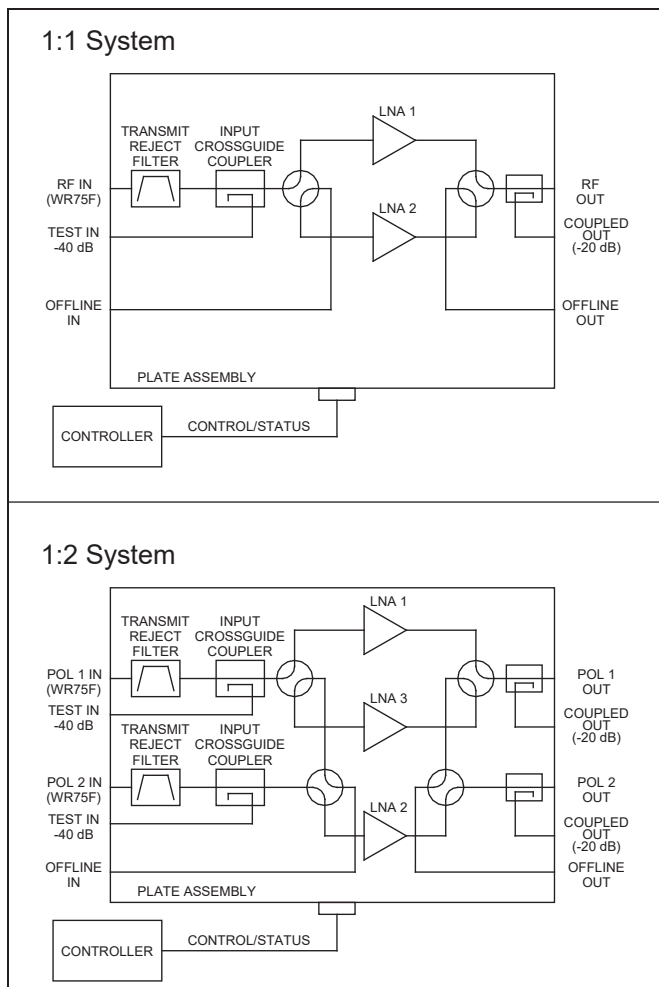 1:1 System
LNA 1
TRANSMIT
REJECT
FILTER
INPUT
CROSSGUIDE
COUPLER
RF IN
(WR75F)
TEST IN
-40 dB
OFFLINE
IN
LNA 2
RF
OUT
COUPLED
OUT
(-20 dB)
OFFLINE
OUT
PLATE ASSEMBLY
CONTROLLER
CONTROL/STATUS
1:2 System
LNA 1
TRANSMIT
REJECT
FILTER
INPUT
CROSSGUIDE
COUPLER
POL 1 IN
(WR75F)
TEST IN
-40 dB
LNA 3
POL 1
OUT
COUPLED
OUT
(-20 dB)
TRANSMIT
REJECT
FILTER
INPUT
CROSSGUIDE
COUPLER
POL 2 IN
(WR75F)
TEST IN
-40 dB
OFFLINE
IN
LNA 2
POL 2
OUT
COUPLED
OUT
(-20 dB)
OFFLINE
OUT
PLATE ASSEMBLY
CONTROLLER
CONTROL/STATUS